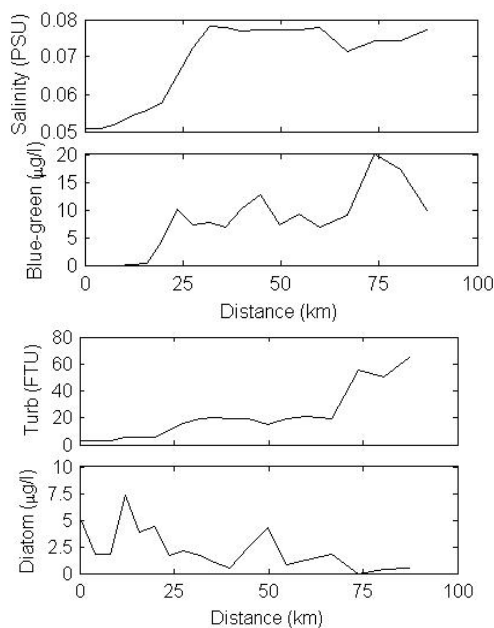 0.08
0.07
0.06
0.05
Salinity (PSU)
20
15
10
5
0
Blue-green (µg/l)
0 25 50 75 100
Distance (km)
80
60
40
20
0
Turb (FTU)
10
7.5
5
2.5
0
Diatom (µg/l)
0 25 50 75 100
Distance (km)